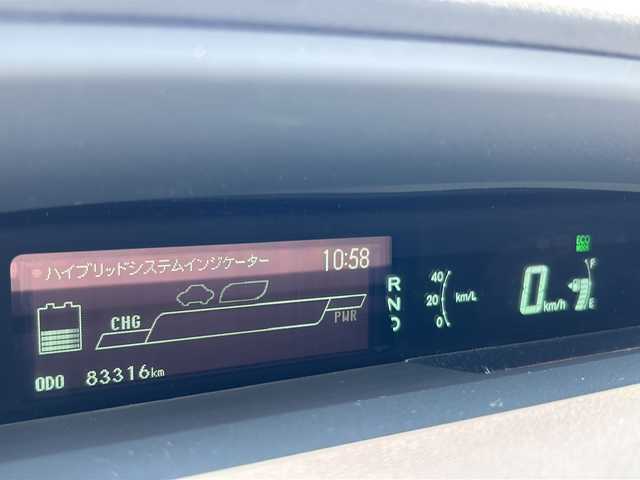 ハイブリッドシステムインジケーター 10:58
CHG
PWR
ODO 83316km
R
N
D
40
20
0
km/L
ECO
MODE
0 km/h
F
E